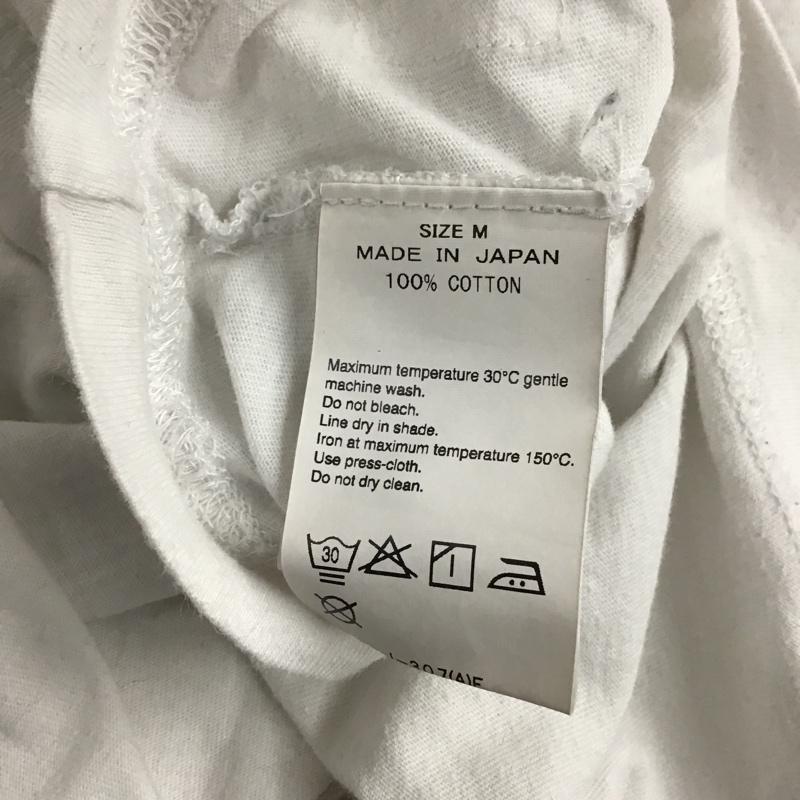 SIZE M
MADE IN JAPAN
100% COTTON
Maximum temperature 30°C gentle
machine wash.
Do not bleach.
Line dry in shade.
Iron at maximum temperature 150°C.
Use press-cloth.
Do not dry clean.
30